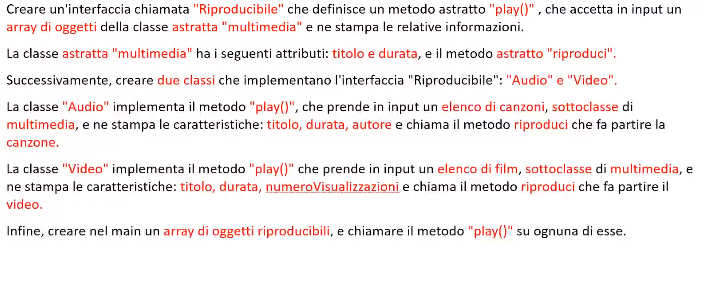 Creare un'interfaccia chiamata "Riproducibile" che definisce un metodo astratto "play()" , che accetta in input un
array di oggetti della classe astratta "multimedia" e ne stampa le relative informazioni.
La classe astratta "multimedia" ha i seguenti attributi: titolo e durata, e il metodo astratto "riproduci".
Successivamente, creare due classi che implementano l'interfaccia "Riproducibile": "Audio" e "Video".
La classe "Audio" implementa il metodo "play()", che prende in input un elenco di canzoni, sottoclasse di
multimedia, e ne stampa le caratteristiche: titolo, durata, autore e chiama il metodo riproduci che fa partire la
canzone.
La classe "Video" implementa il metodo "play()" che prende in input un elenco di film, sottoclasse di multimedia, e
ne stampa le caratteristiche: titolo, durata, numeroVisualizzazioni e chiama il metodo riproduci che fa partire il
video.
Infine, creare nel main un array di oggetti riproducibili, e chiamare il metodo "play()" su ognuna di esse.